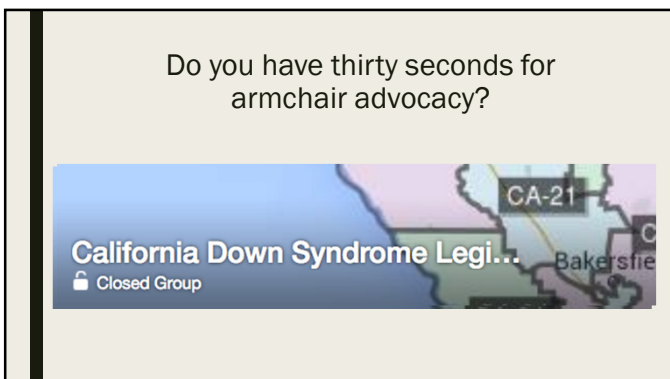 Do you have thirty seconds for
armchair advocacy?
CA-21
California Down Syndrome Legi...
Bakersfie
Closed Group